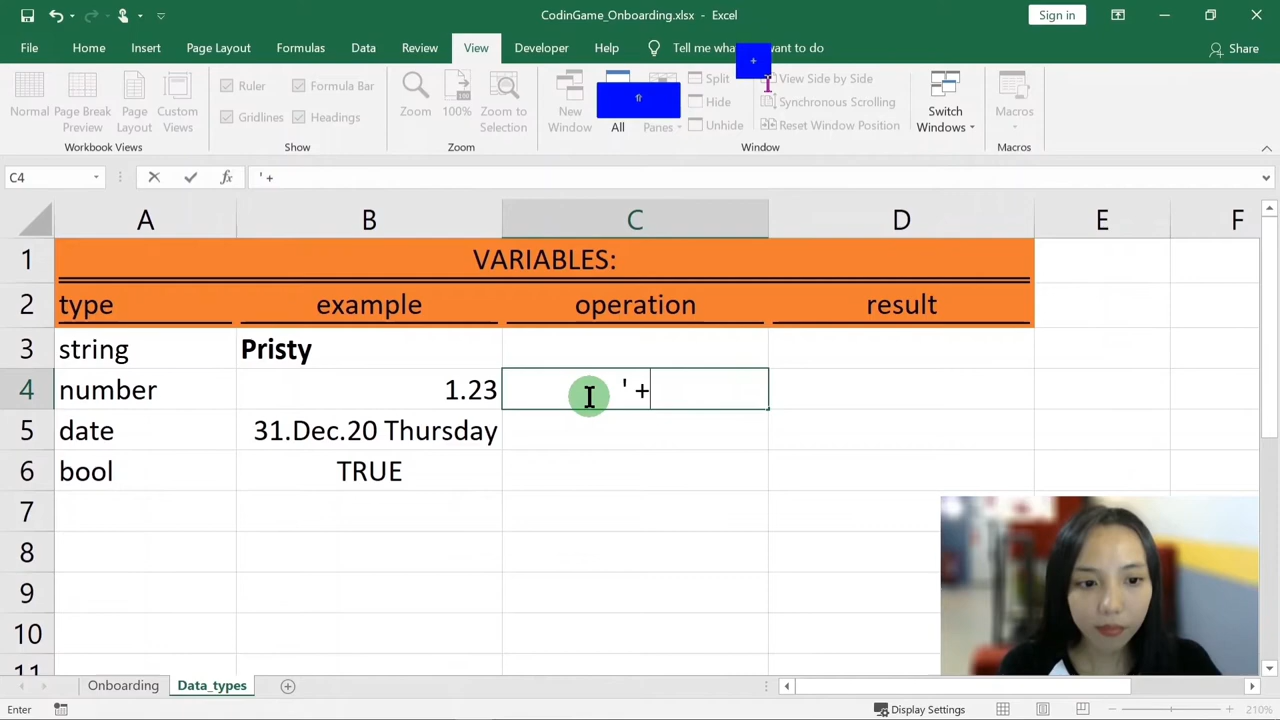 CodinGame_Onboarding.xlsx - Excel
Sign in
File Home Insert Page Layout Formulas Data Review View Developer Help Tell me what want to do Share
Normal
Page Break Preview
Page Layout
Custom Views
Ruler
Formula Bar
Gridlines
Headings
Zoom
100%
Zoom to Selection
New Window
All
Panes
Split
Hide
Unhide
View Side by Side
Synchronous Scrolling
Reset Window Position
Switch Windows
Macros
Workbook Views
Show
Zoom
Window
Macros
+
⇧
C4
fx
' +
A B C D E F
1 VARIABLES:
2 type example operation result
3 string Pristy
4 number 1.23 ' +
5 date 31.Dec.20 Thursday
6 bool TRUE
7
8
9
10
11
Onboarding Data_types
Enter
Display Settings
210%